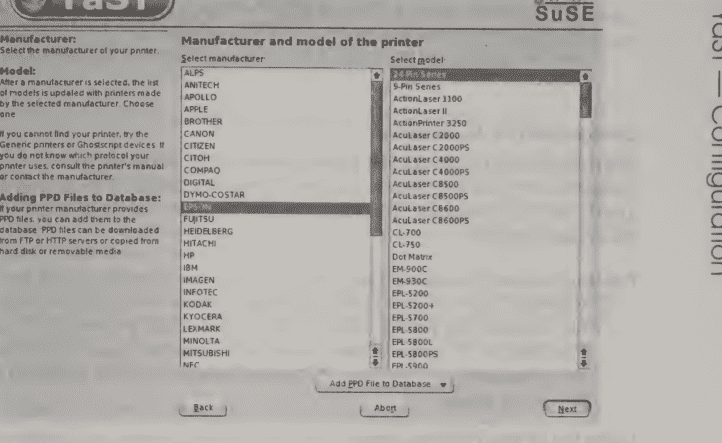 YaST
SuSE
Manufacturer:
Select the manufacturer of your printer.
Model:
After a manufacturer is selected, the list
of models is updated with printers made
by the selected manufacturer. Choose
one
If you cannot find your printer, try the
Generic printers or Ghostscript devices. If
you do not know which protocol your
printer uses, consult the printer's manual
or contact the manufacturer.
Adding PPD Files to Database:
If your printer manufacturer provides
PPD files, you can add them to the
database. PPD files can be downloaded
from FTP or HTTP servers or copied from
hard disk or removable media
Manufacturer and model of the printer
Select manufacturer
ALPS
ANITECH
APOLLO
APPLE
BROTHER
CANON
CITIZEN
CITOH
COMPAQ
DIGITAL
DYMO-COSTAR
EPSON
FUJITSU
HEIDELBERG
HITACHI
HP
IBM
IMAGEN
INFOTEC
KODAK
KYOCERA
LEXMARK
MINOLTA
MITSUBISHI
NEC
Select model
24-Pin Series
9-Pin Series
ActionLaser 1100
ActionLaser II
ActionPrinter 3250
AcuLaser C2000
AcuLaser C2000PS
AcuLaser C4000
AcuLaser C4000PS
AcuLaser C8500
AcuLaser C8500PS
AcuLaser C8600
AcuLaser C8600PS
CL-700
CL-750
Dot Matrix
EM-900C
EM-930C
EPL-5200
EPL-5200+
EPL-5700
EPL-5800
EPL-5800L
EPL-5800PS
EPL-5900
Add PPD File to Database
Back
Abort
Next
YaST — Configuration